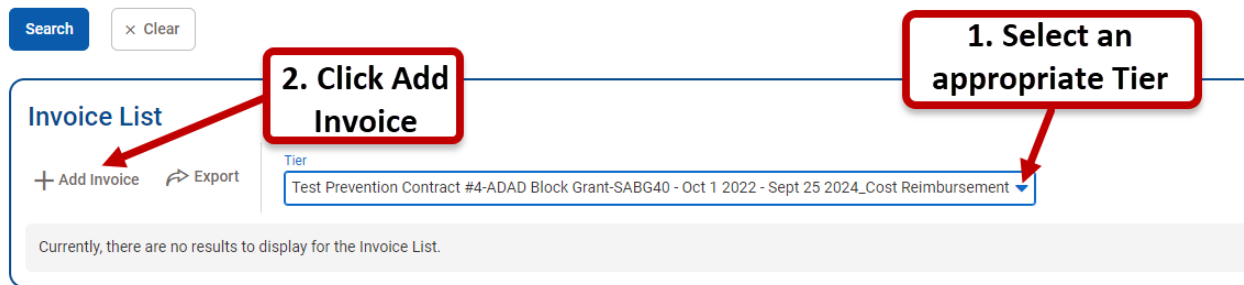 Search
× Clear
1. Select an
appropriate Tier
2. Click Add
Invoice
Invoice List
Add Invoice
Export
Tier
Test Prevention Contract #4-ADAD Block Grant-SABG40 - Oct 1 2022 - Sept 25 2024_Cost Reimbursement
Currently, there are no results to display for the Invoice List.